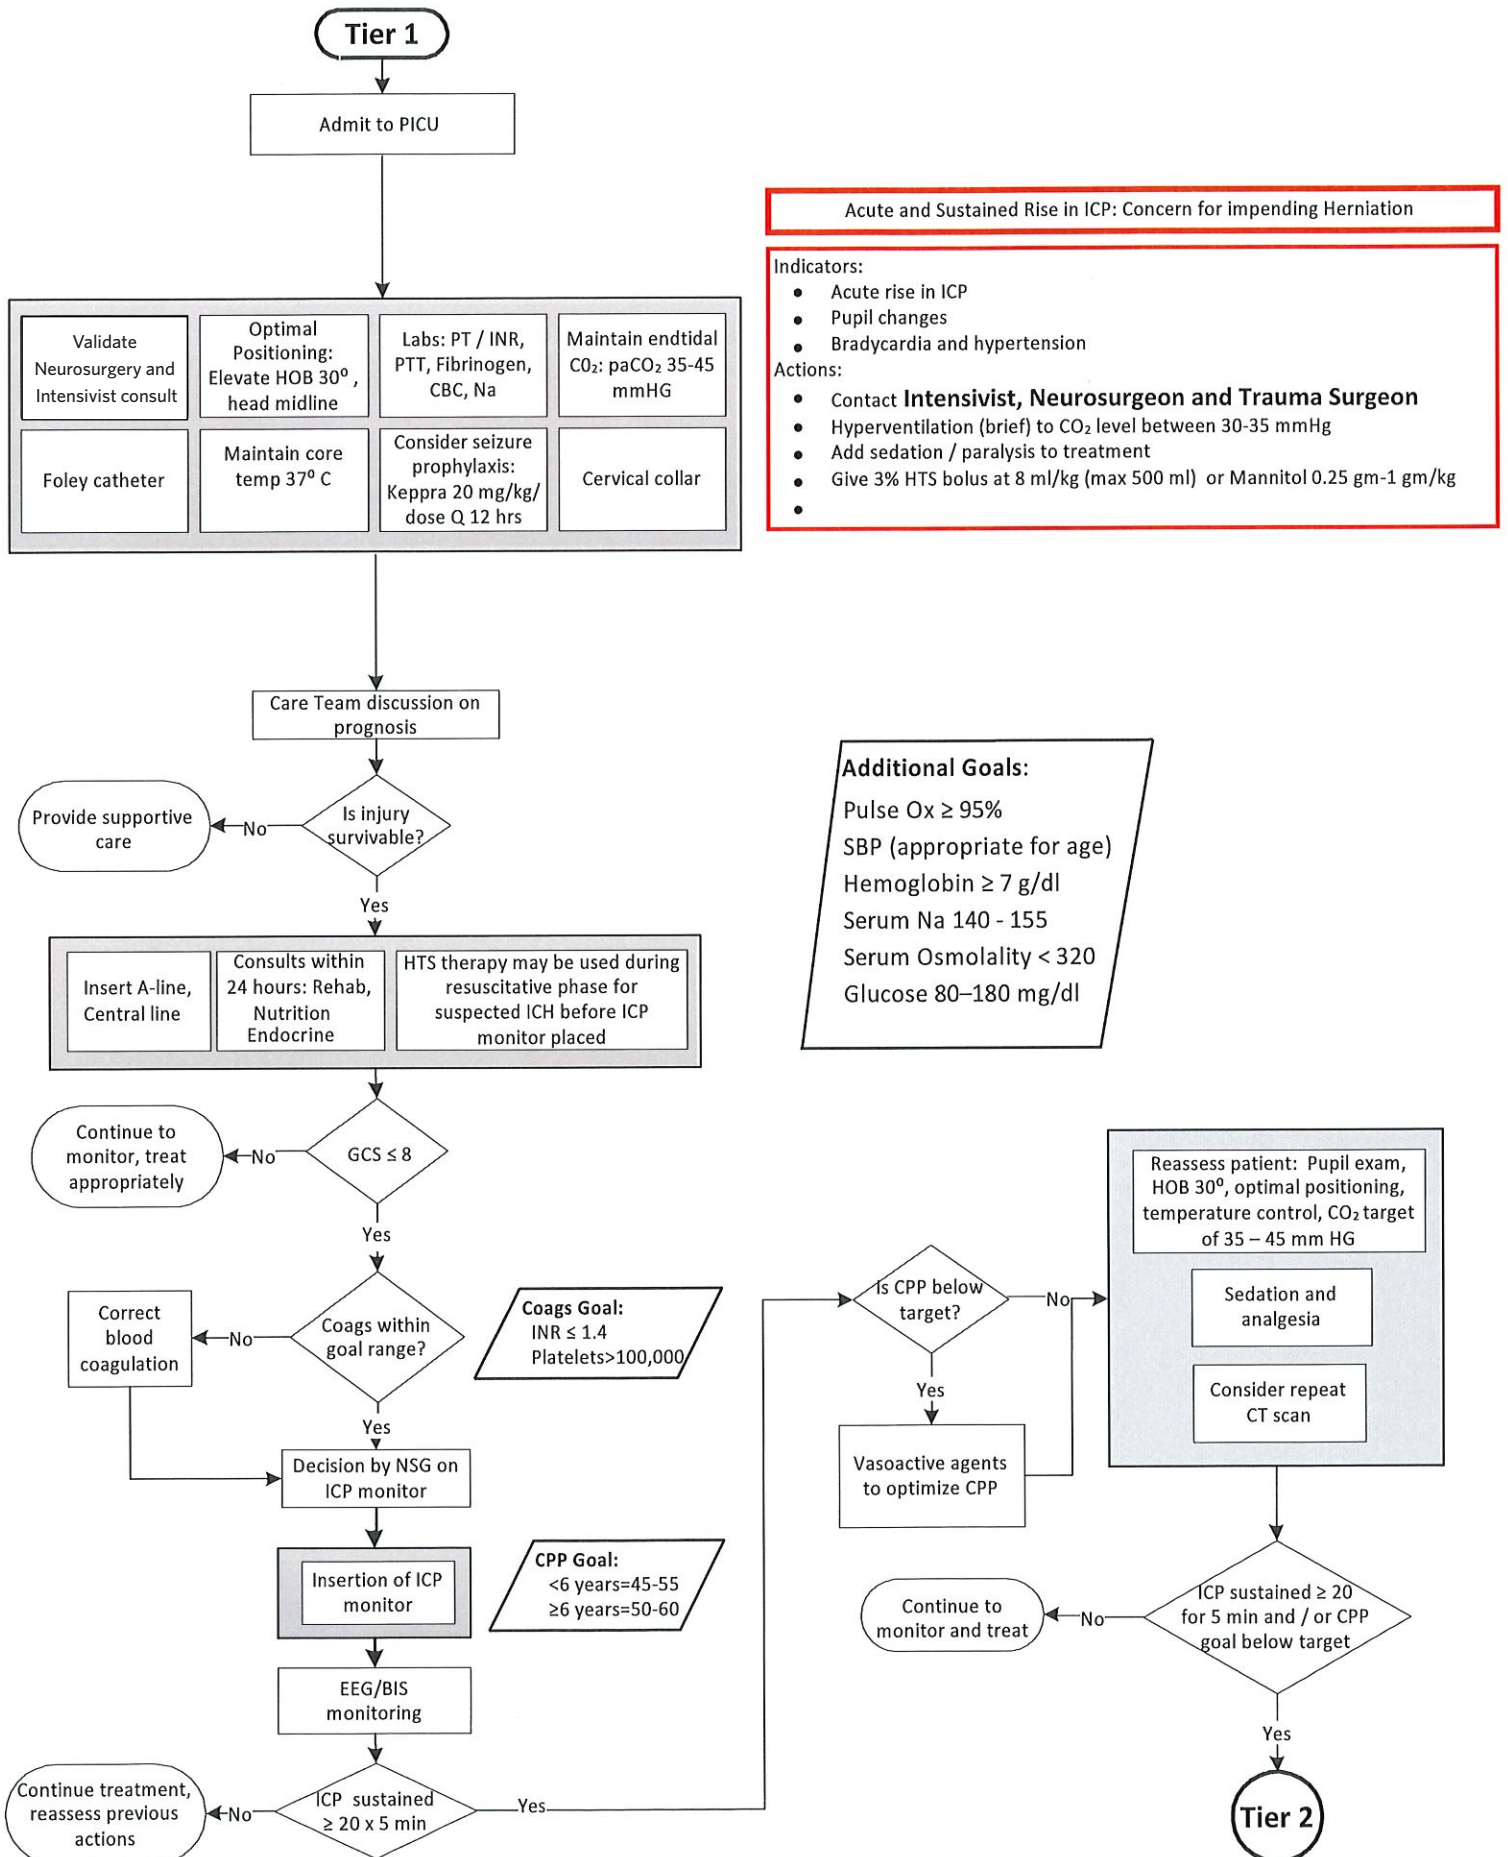 Tier 1
Admit to PICU
Acute and Sustained Rise in ICP: Concern for impending Herniation
Indicators:
• Acute rise in ICP
• Pupil changes
• Bradycardia and hypertension
Actions:
• Contact Intensivist, Neurosurgeon and Trauma Surgeon
• Hyperventilation (brief) to CO₂ level between 30-35 mmHg
• Add sedation / paralysis to treatment
• Give 3% HTS bolus at 8 ml/kg (max 500 ml) or Mannitol 0.25 gm-1 gm/kg
•
Validate
Neurosurgery and
Intensivist consult
Optimal
Positioning:
Elevate HOB 30⁰ ,
head midline
Labs: PT / INR,
PTT, Fibrinogen,
CBC, Na
Maintain endtidal
C0₂: paCO₂ 35-45
mmHG
Foley catheter
Maintain core
temp 37⁰ C
Consider seizure
prophylaxis:
Keppra 20 mg/kg/
dose Q 12 hrs
Cervical collar
Care Team discussion on
prognosis
Is injury
survivable?
No
Provide supportive
care
Yes
Additional Goals:
Pulse Ox ≥ 95%
SBP (appropriate for age)
Hemoglobin ≥ 7 g/dl
Serum Na 140 - 155
Serum Osmolality < 320
Glucose 80–180 mg/dl
Insert A-line,
Central line
Consults within
24 hours: Rehab,
Nutrition
Endocrine
HTS therapy may be used during
resuscitative phase for
suspected ICH before ICP
monitor placed
GCS ≤ 8
No
Continue to
monitor, treat
appropriately
Yes
Coags within
goal range?
No
Correct
blood
coagulation
Coags Goal:
INR ≤ 1.4
Platelets>100,000
Yes
Decision by NSG on
ICP monitor
Insertion of ICP
monitor
CPP Goal:
<6 years=45-55
≥6 years=50-60
EEG/BIS
monitoring
ICP sustained
≥ 20 x 5 min
No
Continue treatment,
reassess previous
actions
Yes
Is CPP below
target?
No
Yes
Vasoactive agents
to optimize CPP
Reassess patient: Pupil exam,
HOB 30⁰, optimal positioning,
temperature control, CO₂ target
of 35 – 45 mm HG
Sedation and
analgesia
Consider repeat
CT scan
ICP sustained ≥ 20
for 5 min and / or CPP
goal below target
No
Continue to
monitor and treat
Yes
Tier 2